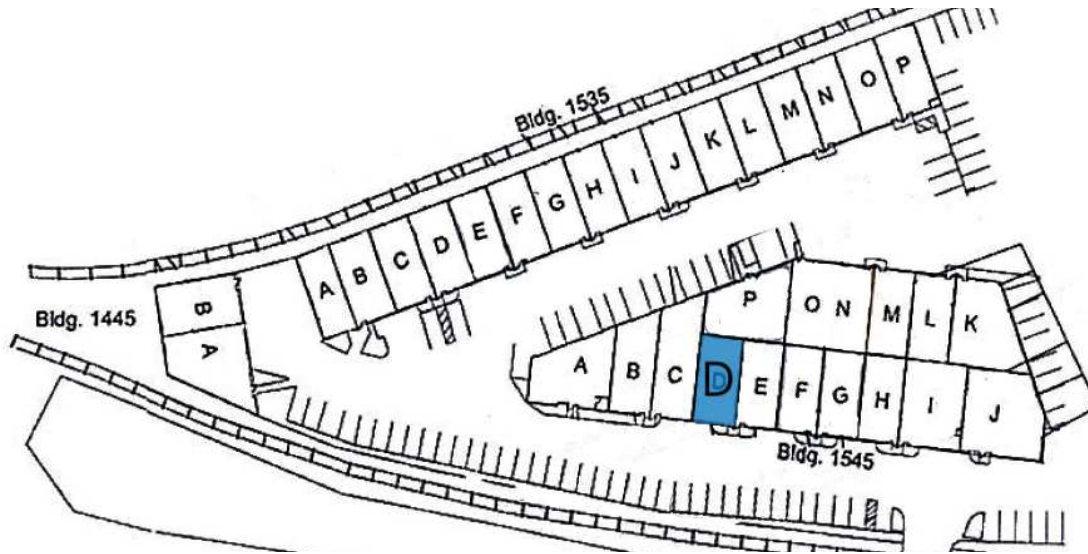 Bldg. 1535
A B C D E F G H I J K L M N O P
Bldg. 1445
B
A
P O N M L K
A B C D E F G H I J
Bldg. 1545